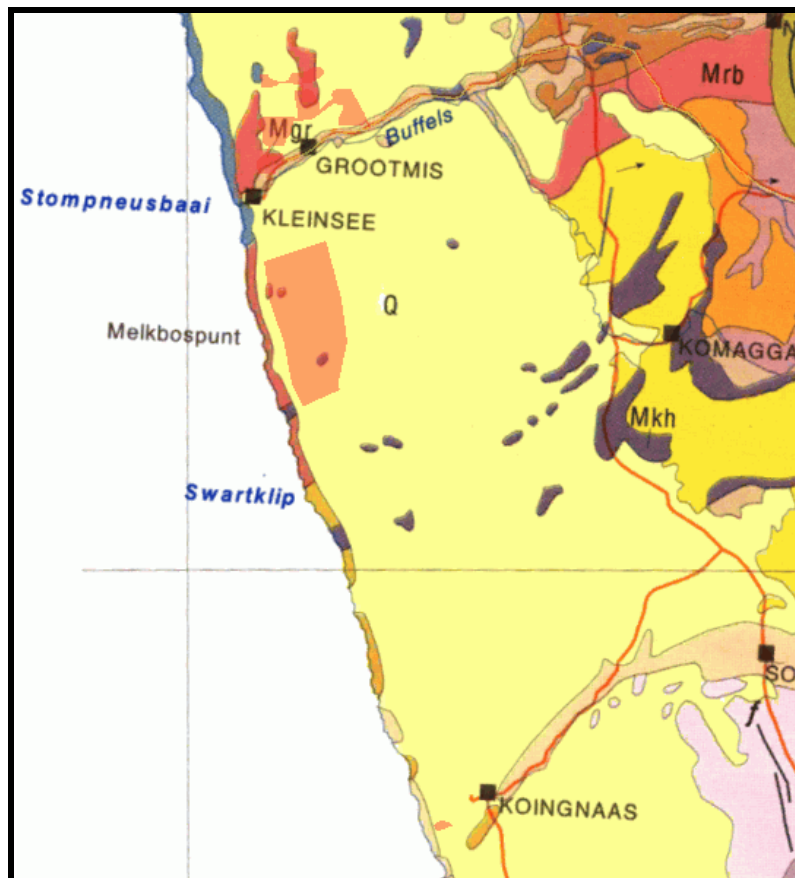 N
Mrb
Mgr
Buffels
GROOTMIS
Stompneusbaai
KLEINSEE
Q
Melkbospunt
KOMAGGA
Mkh
Swartklip
SO
f
KOINGNAAS